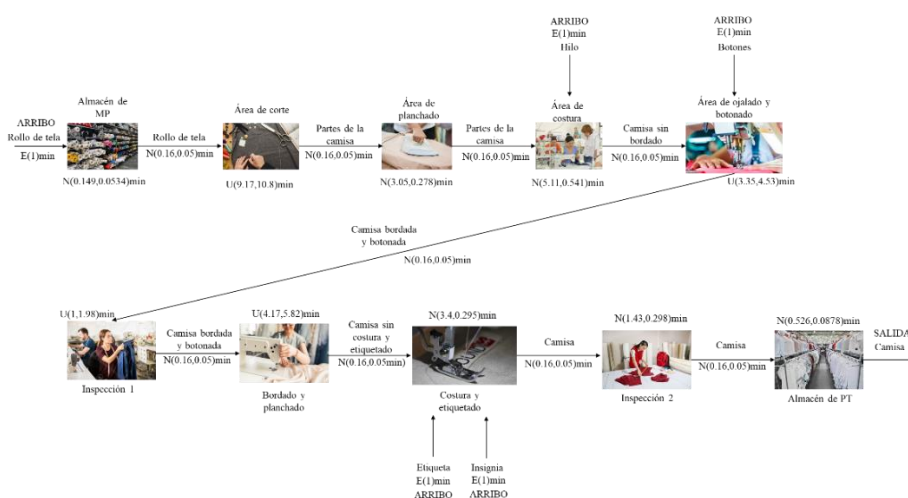 ARRIBO
E(1)min
Hilo
ARRIBO
E(1)min
Botones
ARRIBO
Rollo de tela
E(1)min
Almacén de
MP
N(0.149,0.0534)min
Rollo de tela
N(0.16,0.05)min
Área de corte
U(9.17,10.8)min
Partes de la
camisa
N(0.16,0.05)min
Área de
planchado
N(3.05,0.278)min
Partes de la
camisa
N(0.16,0.05)min
Área de
costura
N(5.11,0.541)min
Camisa sin
bordado
N(0.16,0.05)min
Área de ojalado y
botonado
U(3.35,4.53)min
Camisa bordada
y botonada
N(0.16,0.05)min
U(1,1.98)min
Inspección 1
Camisa bordada
y botonada
N(0.16,0.05)min
U(4.17,5.82)min
Bordado y
planchado
Camisa sin
costura y
etiquetado
N(0.16,0.05min)
N(3.4,0.295)min
Costura y
etiquetado
Camisa
N(0.16,0.05)min
N(1.43,0.298)min
Inspección 2
Camisa
N(0.16,0.05)min
N(0.526,0.0878)min
Almacén de PT
SALIDA
Camisa
Etiqueta
E(1)min
ARRIBO
Insignia
E(1)min
ARRIBO